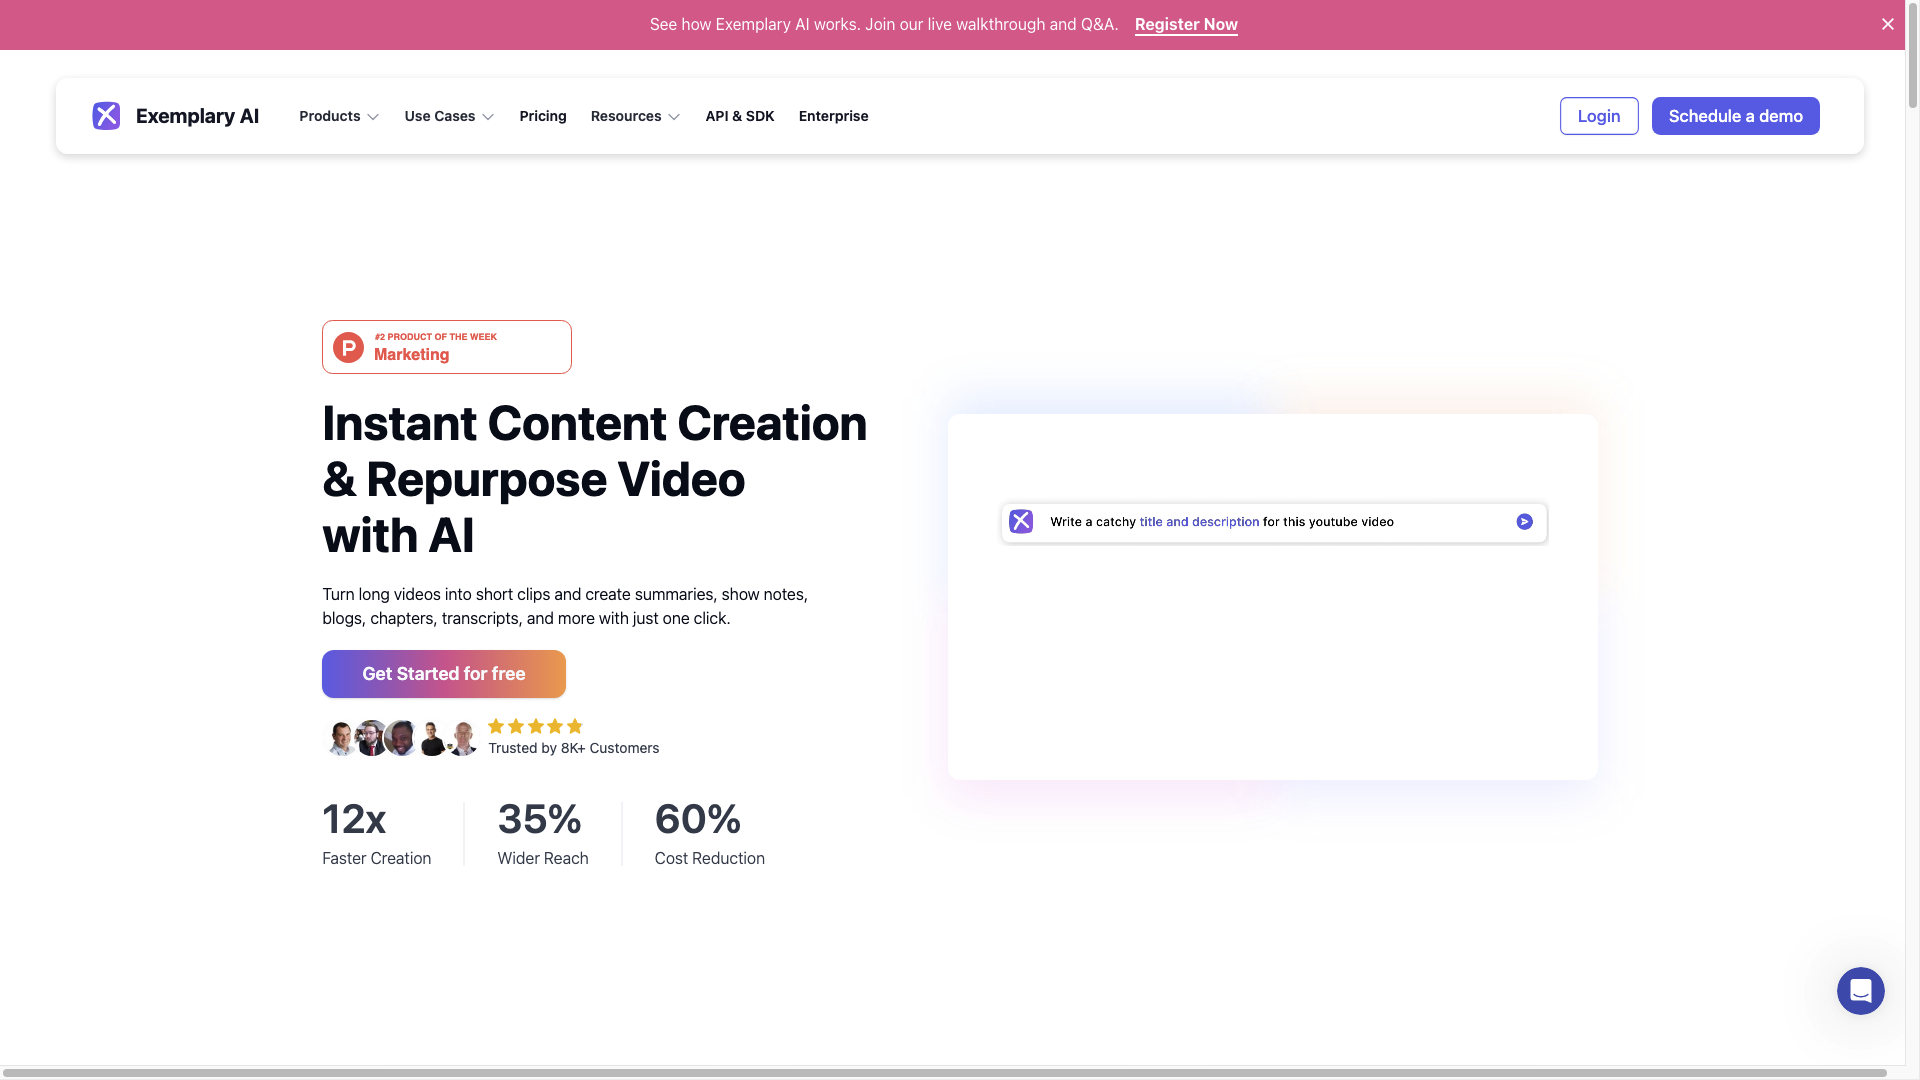 See how Exemplary AI works. Join our live walkthrough and Q&A. Register Now
Exemplary AI
Products
Use Cases
Pricing
Resources
API & SDK
Enterprise
Login
Schedule a demo
#2 PRODUCT OF THE WEEK
Marketing
Instant Content Creation
& Repurpose Video
with AI
Turn long videos into short clips and create summaries, show notes,
blogs, chapters, transcripts, and more with just one click.
Get Started for free
Trusted by 8K+ Customers
12x
Faster Creation
35%
Wider Reach
60%
Cost Reduction
Write a catchy title and description for this youtube video